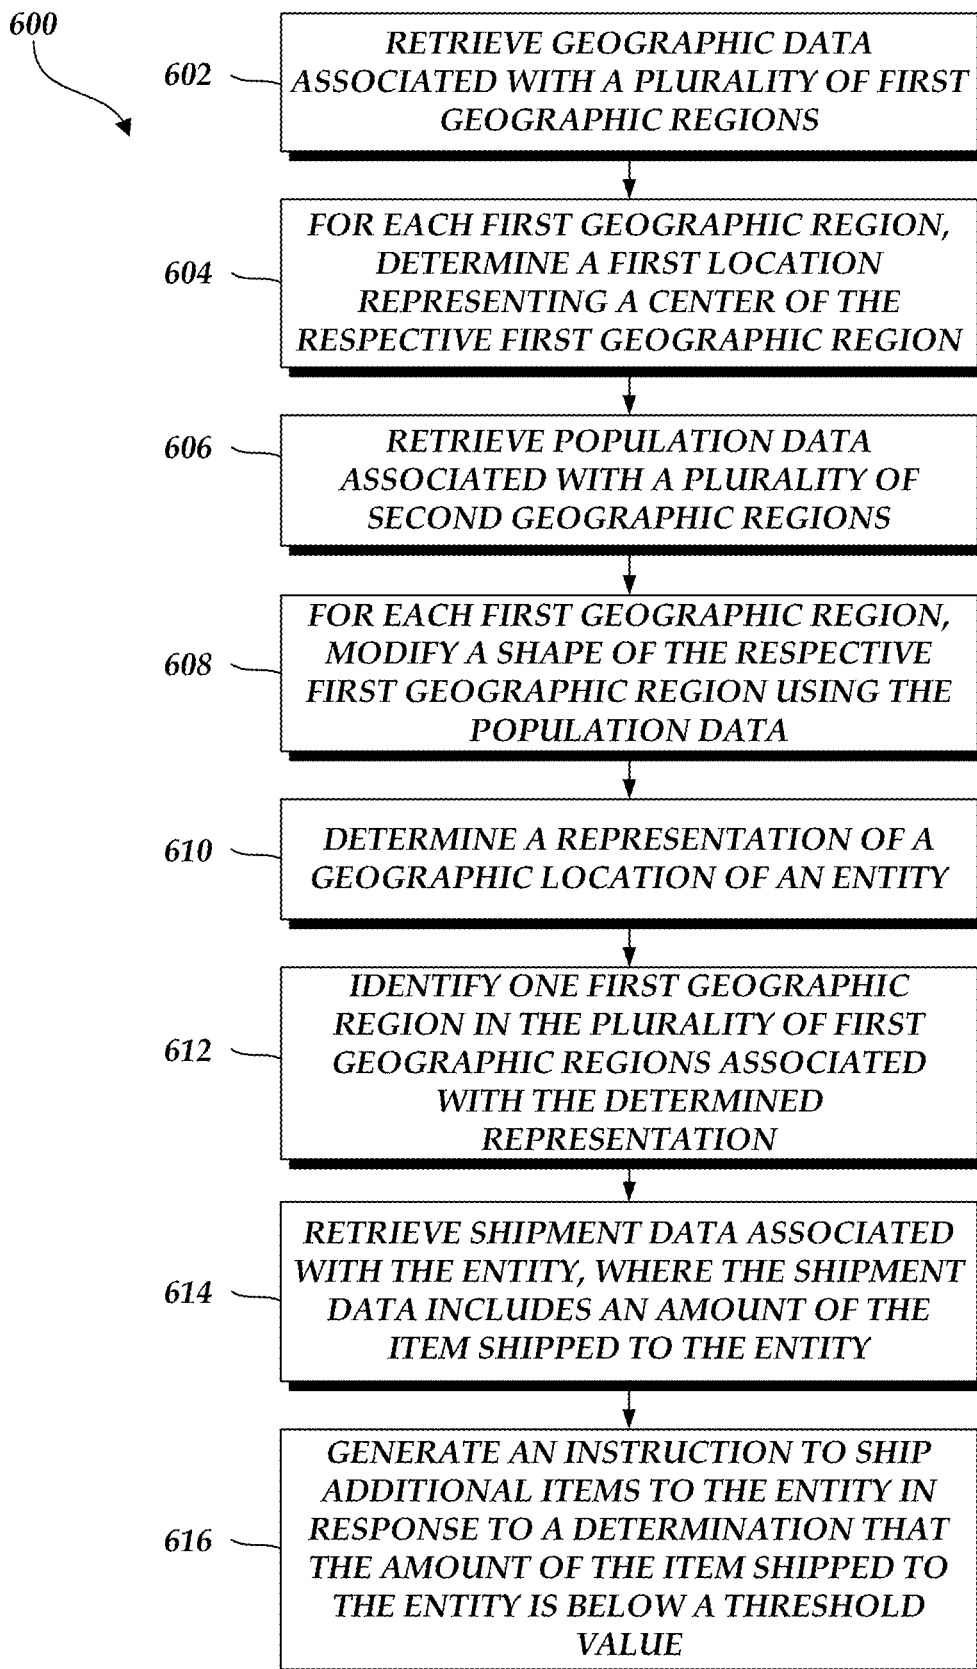 600
602
RETRIEVE GEOGRAPHIC DATA
ASSOCIATED WITH A PLURALITY OF FIRST
GEOGRAPHIC REGIONS
604
FOR EACH FIRST GEOGRAPHIC REGION,
DETERMINE A FIRST LOCATION
REPRESENTING A CENTER OF THE
RESPECTIVE FIRST GEOGRAPHIC REGION
606
RETRIEVE POPULATION DATA
ASSOCIATED WITH A PLURALITY OF
SECOND GEOGRAPHIC REGIONS
608
FOR EACH FIRST GEOGRAPHIC REGION,
MODIFY A SHAPE OF THE RESPECTIVE
FIRST GEOGRAPHIC REGION USING THE
POPULATION DATA
610
DETERMINE A REPRESENTATION OF A
GEOGRAPHIC LOCATION OF AN ENTITY
612
IDENTIFY ONE FIRST GEOGRAPHIC
REGION IN THE PLURALITY OF FIRST
GEOGRAPHIC REGIONS ASSOCIATED
WITH THE DETERMINED
REPRESENTATION
614
RETRIEVE SHIPMENT DATA ASSOCIATED
WITH THE ENTITY, WHERE THE SHIPMENT
DATA INCLUDES AN AMOUNT OF THE
ITEM SHIPPED TO THE ENTITY
616
GENERATE AN INSTRUCTION TO SHIP
ADDITIONAL ITEMS TO THE ENTITY IN
RESPONSE TO A DETERMINATION THAT
THE AMOUNT OF THE ITEM SHIPPED TO
THE ENTITY IS BELOW A THRESHOLD
VALUE